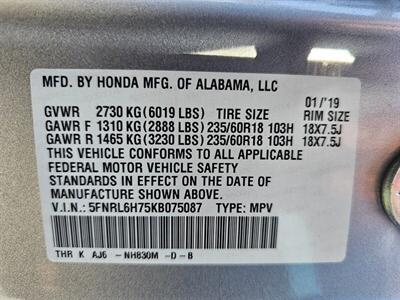 MFD. BY HONDA MFG. OF ALABAMA, LLC
01/'19
GVWR 2730 KG (6019 LBS) TIRE SIZE RIM SIZE
GAWR F 1310 KG (2888 LBS) 235/60R18 103H 18X7.5J
GAWR R 1465 KG (3230 LBS) 235/60R18 103H 18X7.5J
THIS VEHICLE CONFORMS TO ALL APPLICABLE
FEDERAL MOTOR VEHICLE SAFETY
STANDARDS IN EFFECT ON THE DATE OF MANUFACTURE
SHOWN ABOVE.
V.I.N.: 5FNRL6H75KB075087 TYPE: MPV
THR K AJ6 - NH830M -D - B